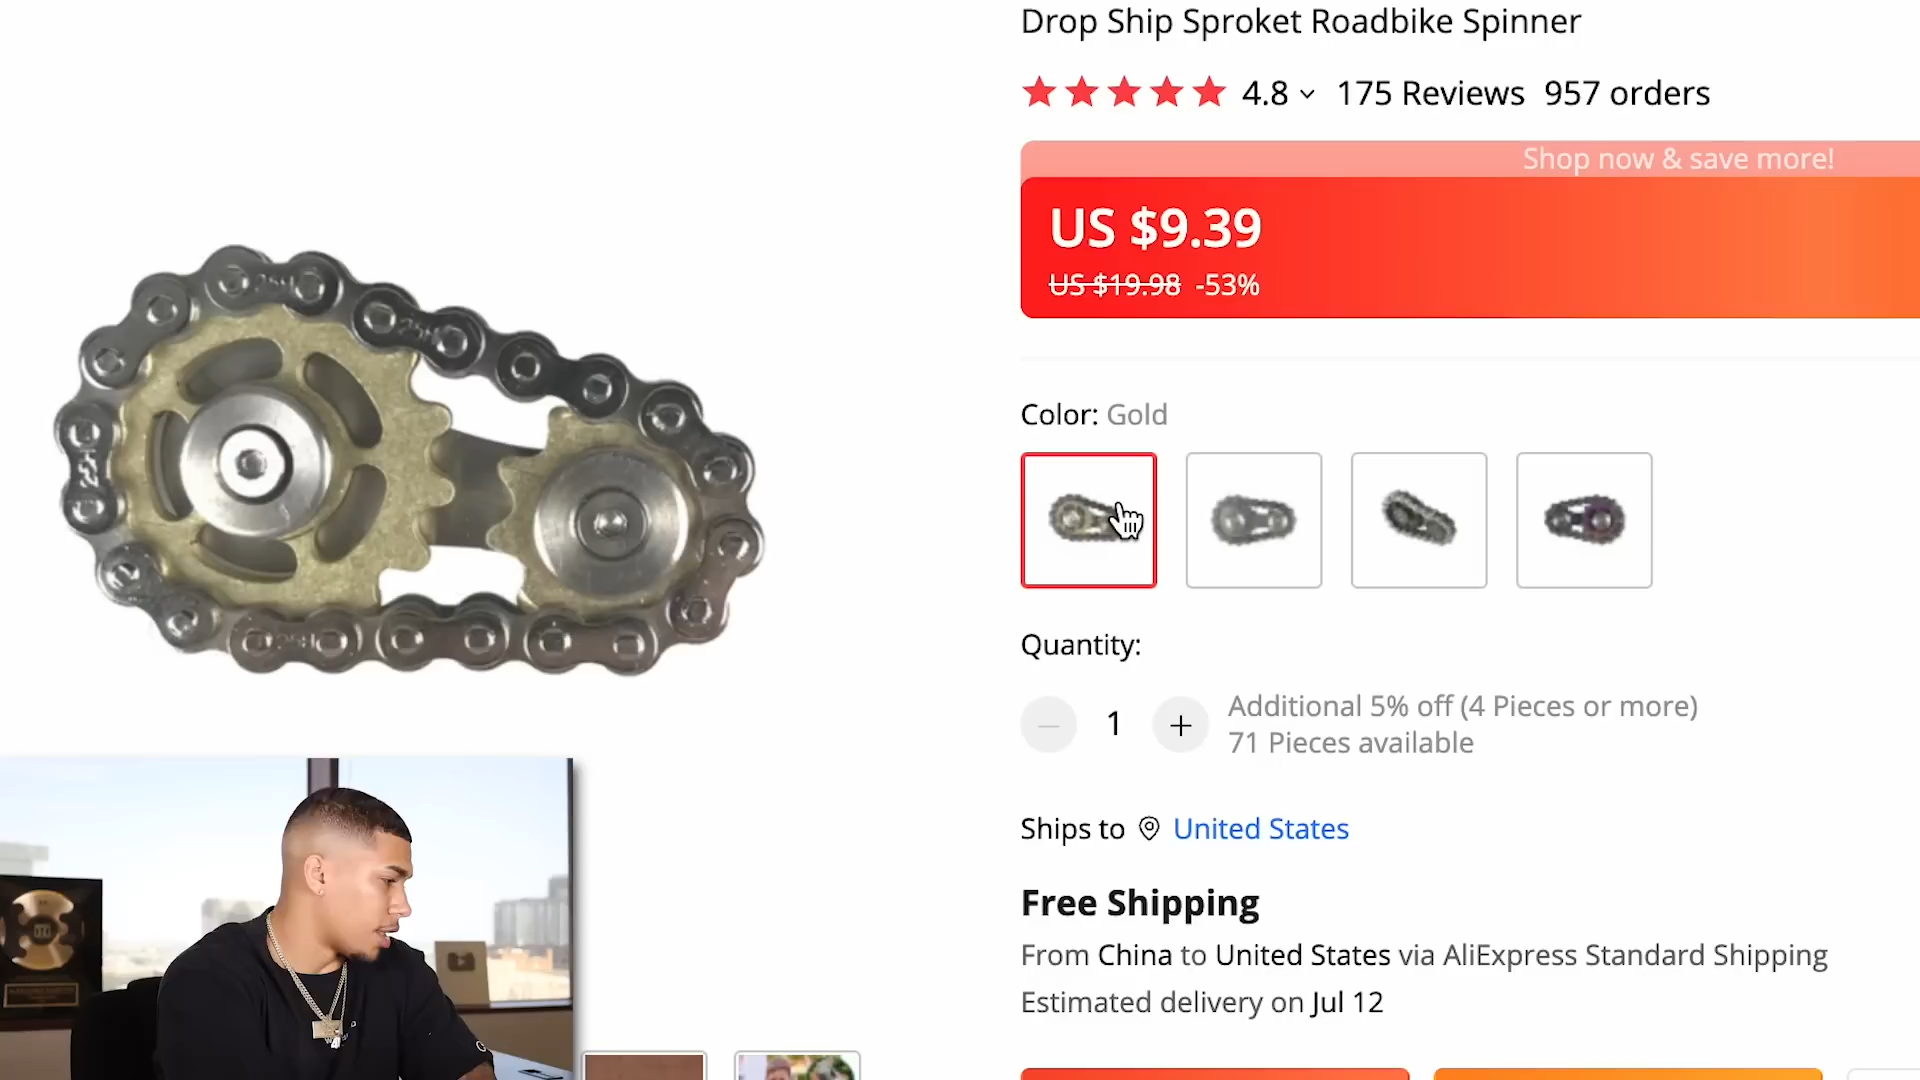 Drop Ship Sproket Roadbike Spinner
4.8 175 Reviews 957 orders
Shop now & save more!
US $9.39
US $19.98 -53%
Color: Gold
Quantity:
1
Additional 5% off (4 Pieces or more)
71 Pieces available
Ships to United States
Free Shipping
From China to United States via AliExpress Standard Shipping
Estimated delivery on Jul 12